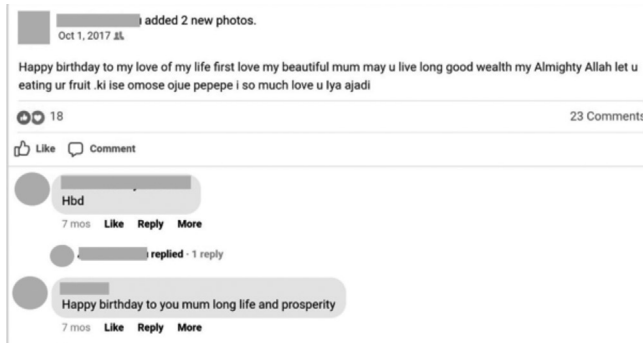 added 2 new photos.
Oct 1, 2017
Happy birthday to my love of my life first love my beautiful mum may u live long good wealth my Almighty Allah let u
eating ur fruit .ki ise omose ojue pepepe i so much love u lya ajadi
18
23 Comments
Like Comment
Hbd
7 mos Like Reply More
replied · 1 reply
Happy birthday to you mum long life and prosperity
7 mos Like Reply More